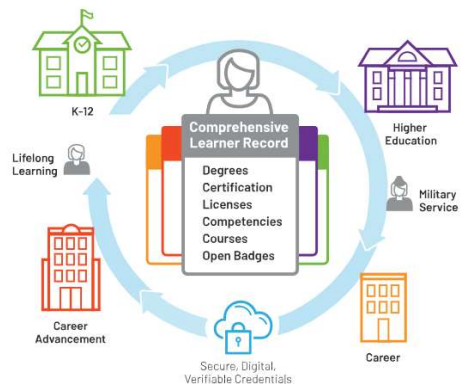 K-12
Comprehensive
Learner Record
Degrees
Certification
Licenses
Competencies
Courses
Open Badges
Higher
Education
Lifelong
Learning
Military
Service
Career
Advancement
Career
Secure, Digital,
Verifiable Credentials